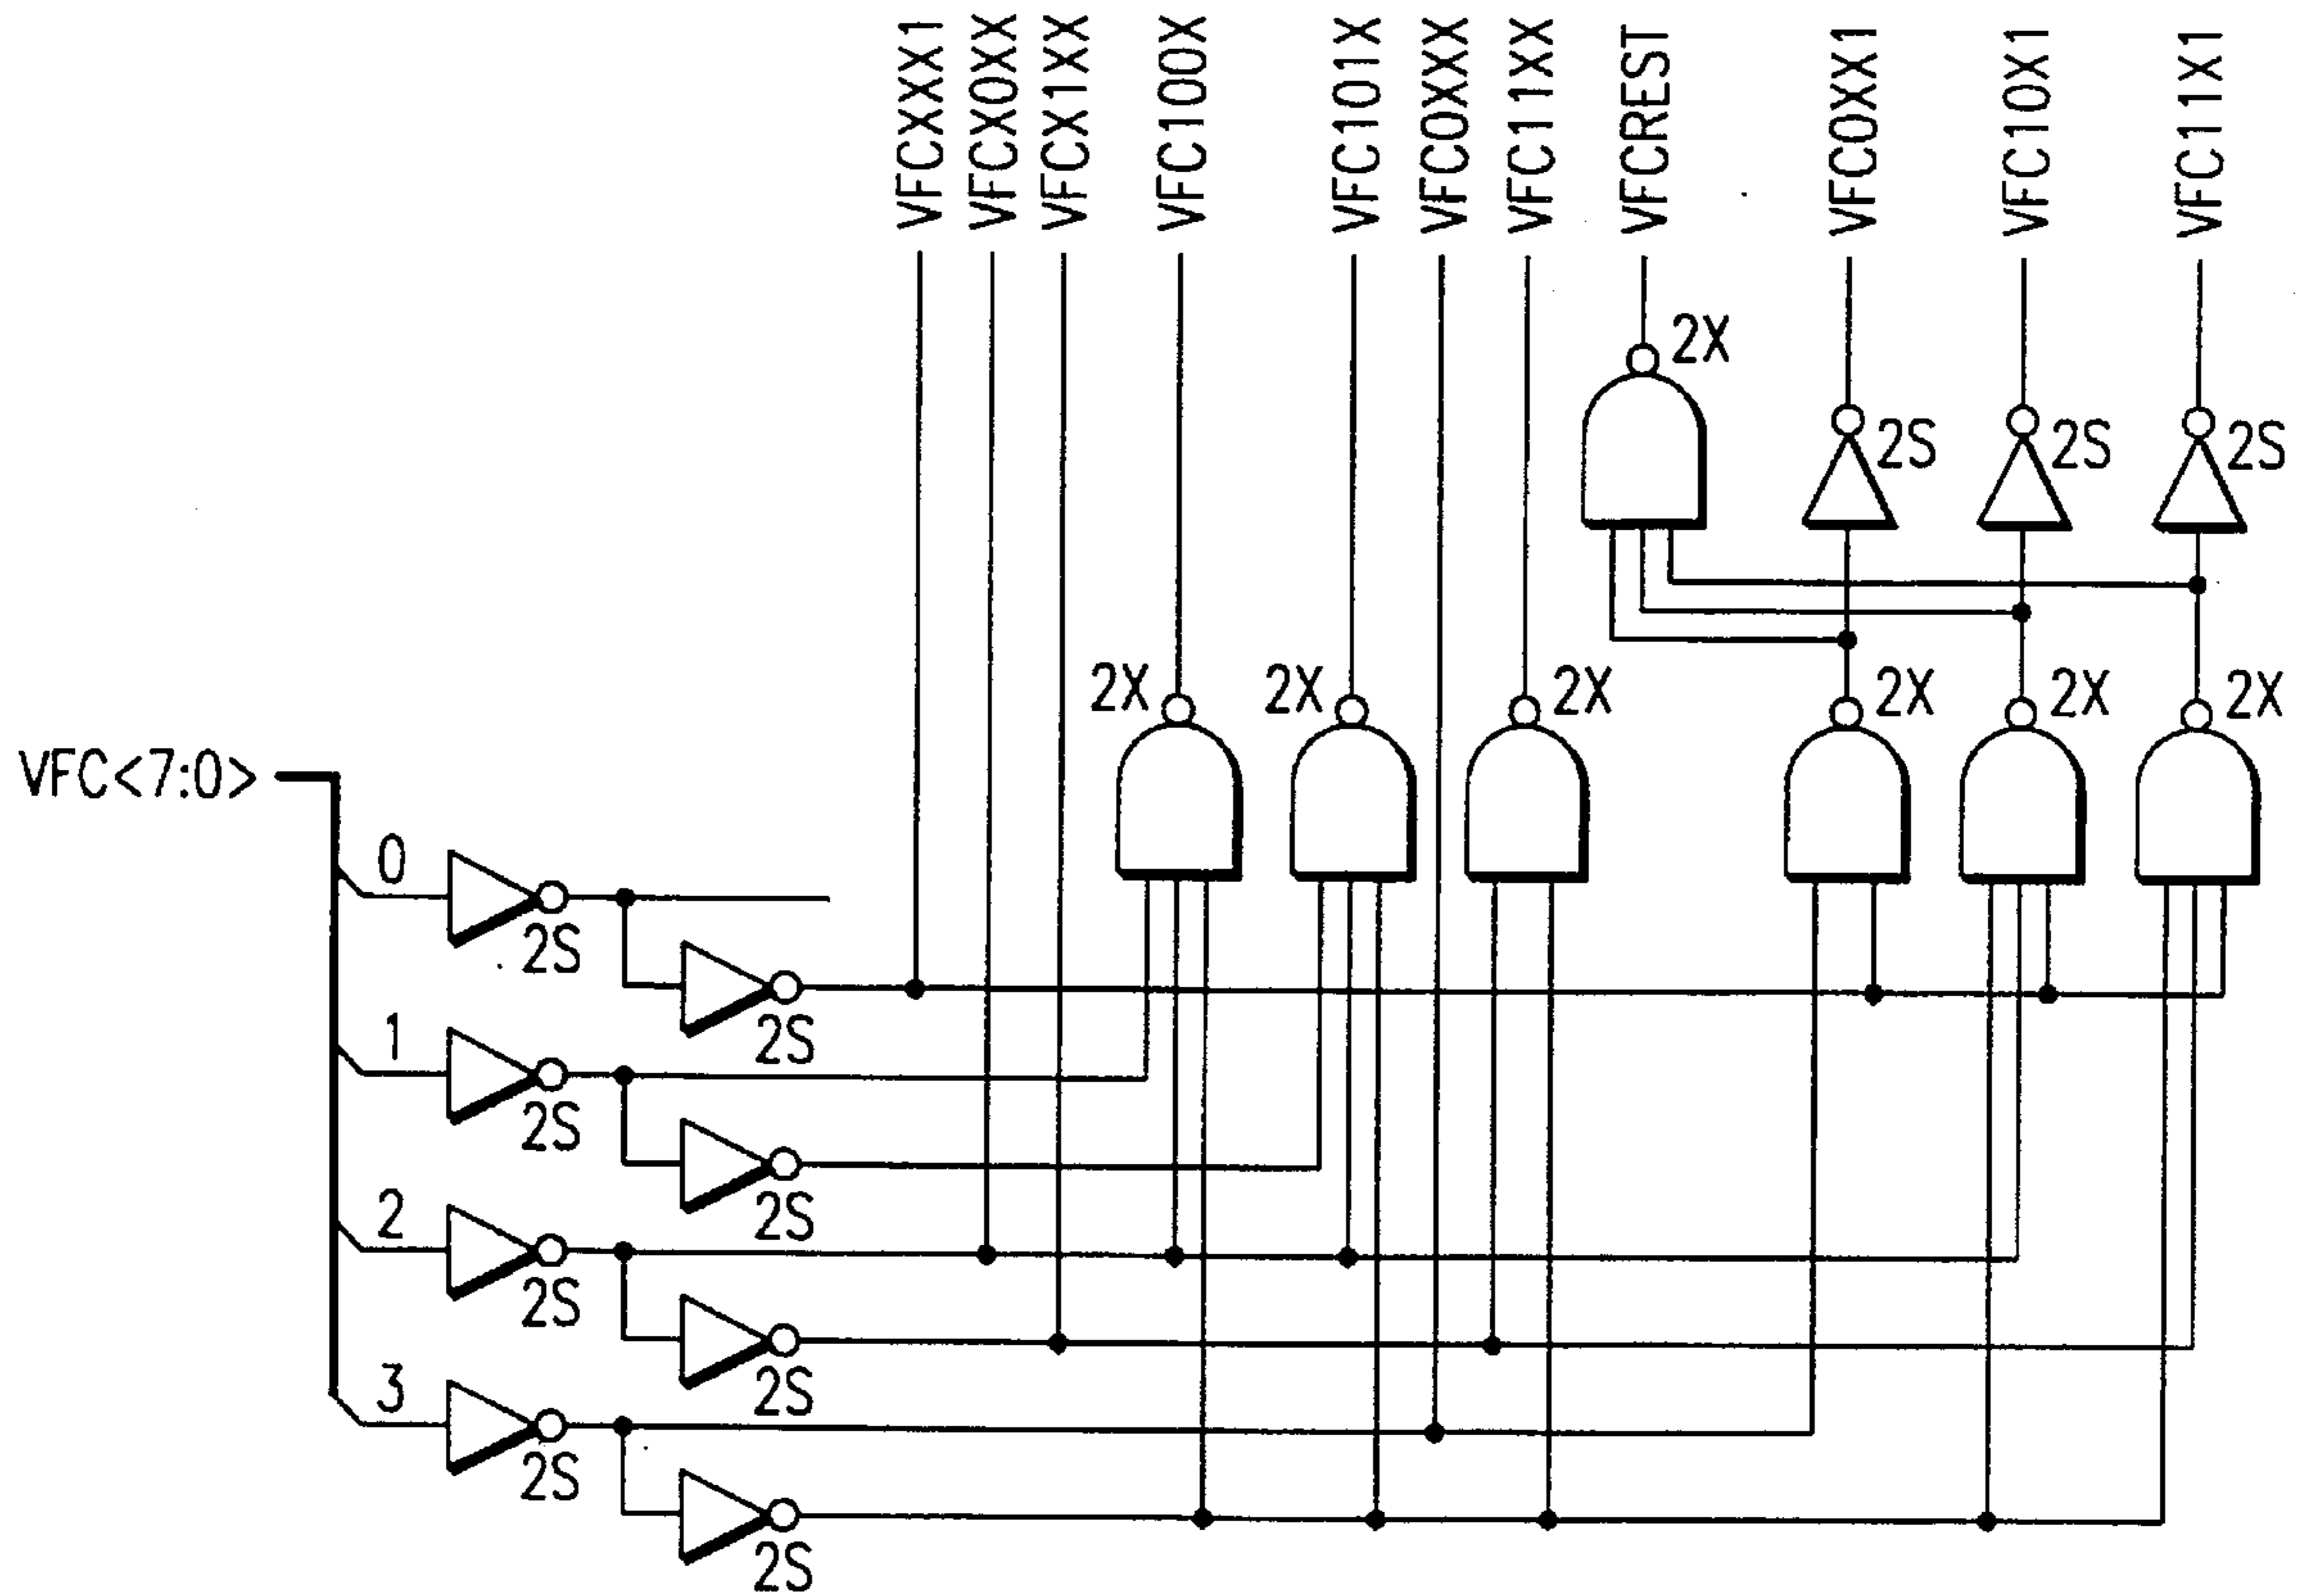 VFCXXX1
VFCX0XX
VFCX1XX
VFC100X
VFC101X
VFC0XXX
VFC11XX
VFCREST
VFC0XX1
VFC10X1
VFC11X1
2X
2S
2S
2S
2X
2X
2X
2X
2X
2X
VFC<7:0>
0
2S
2S
1
2S
2S
2
2S
2S
3
2S
2S